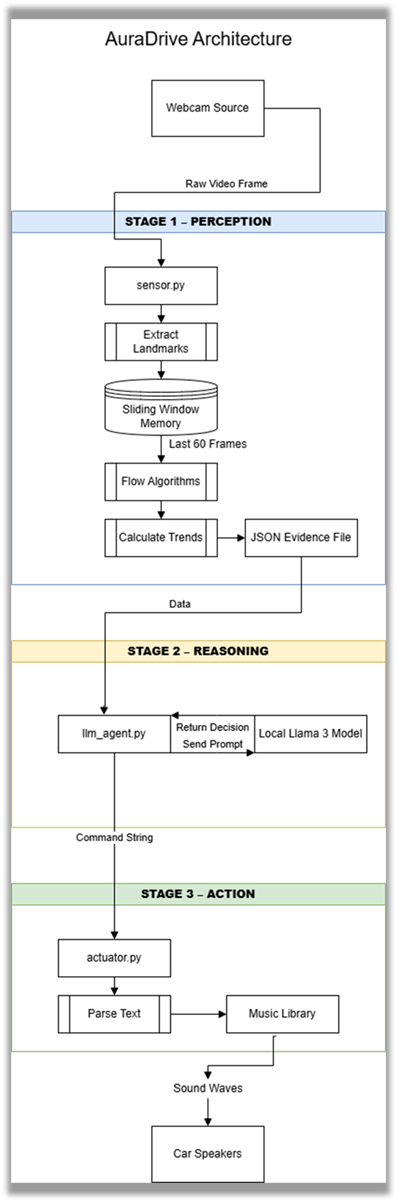 AuraDrive Architecture
Webcam Source
Raw Video Frame
STAGE 1 – PERCEPTION
sensor.py
Extract
Landmarks
Sliding Window
Memory
Last 60 Frames
Flow Algorithms
Calculate Trends
JSON Evidence File
Data
STAGE 2 – REASONING
llm_agent.py
Return Decision
Send Prompt
Local Llama 3 Model
Command String
STAGE 3 – ACTION
actuator.py
Parse Text
Music Library
Sound Waves
Car Speakers